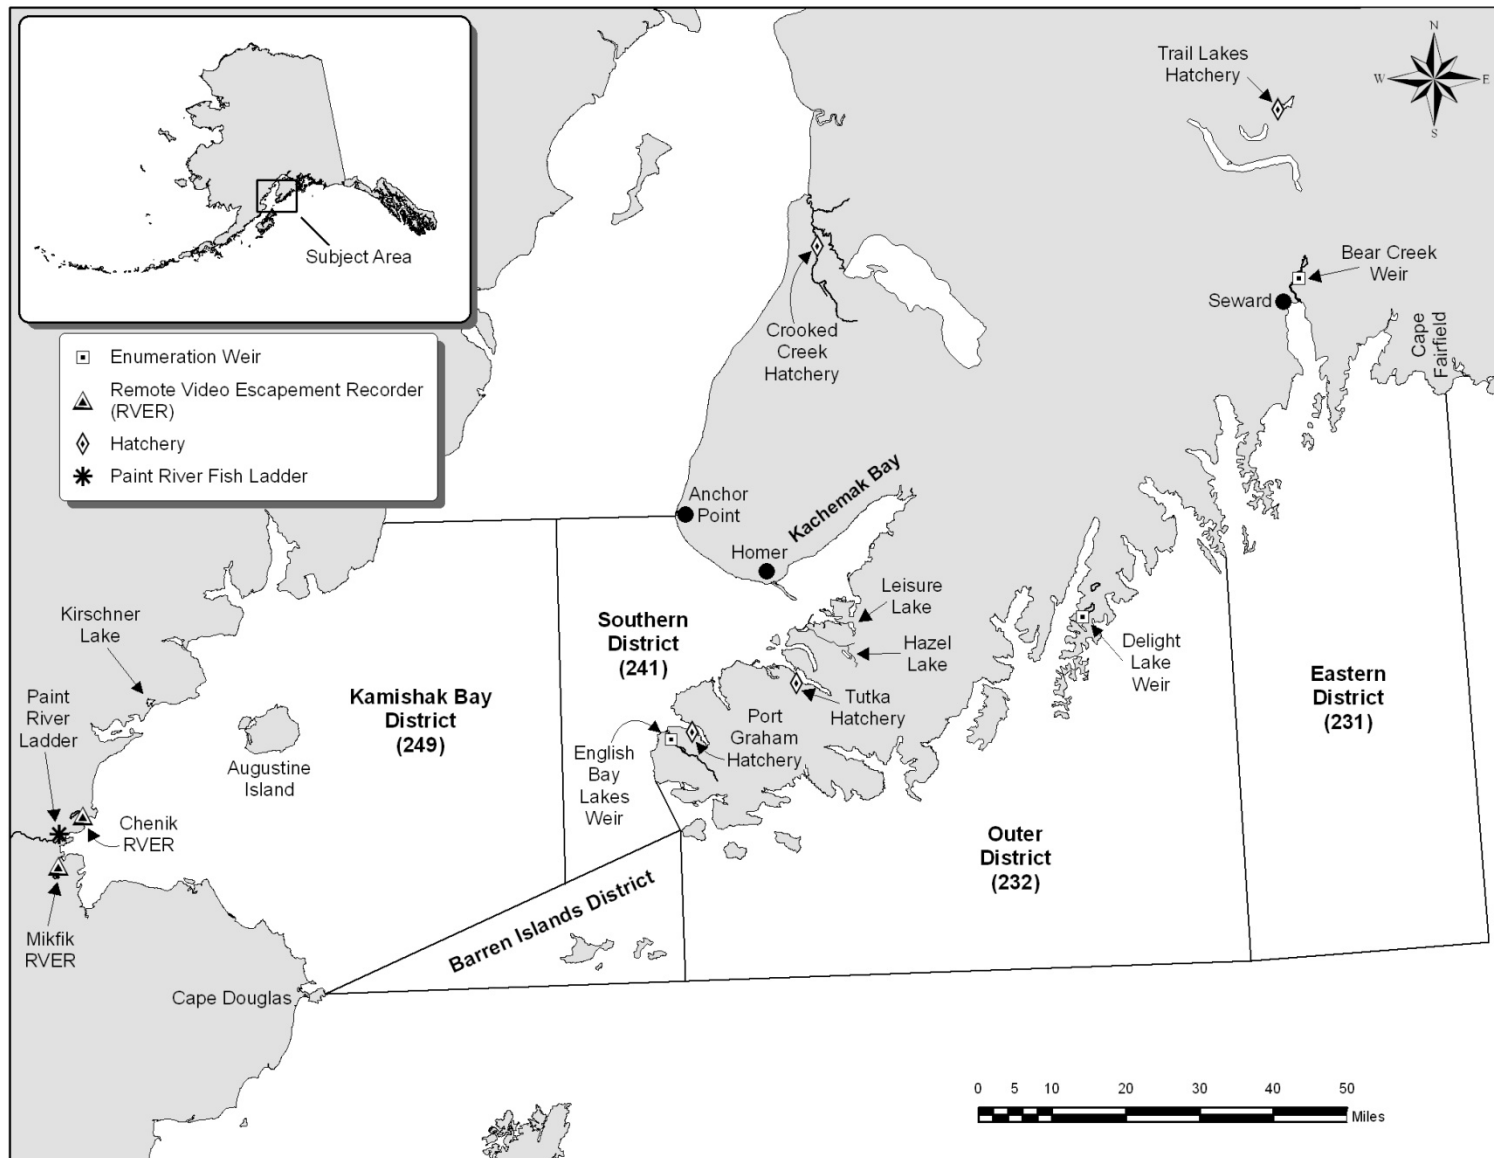 Subject Area
Enumeration Weir
Remote Video Escapement Recorder
(RVER)
Hatchery
Paint River Fish Ladder
N
W
E
S
Trail Lakes
Hatchery
Bear Creek
Weir
Seward
Cape
Fairfield
Crooked
Creek
Hatchery
Anchor
Point
Kachemak Bay
Homer
Leisure
Lake
Hazel
Lake
Tutka
Hatchery
Port
Graham
Hatchery
English
Bay
Lakes
Weir
Delight
Lake
Weir
Southern
District
(241)
Kamishak Bay
District
(249)
Eastern
District
(231)
Outer
District
(232)
Barren Islands District
Kirschner
Lake
Paint
River
Ladder
Augustine
Island
Chenik
RVER
Mikfik
RVER
Cape Douglas
0 5 10 20 30 40 50
Miles